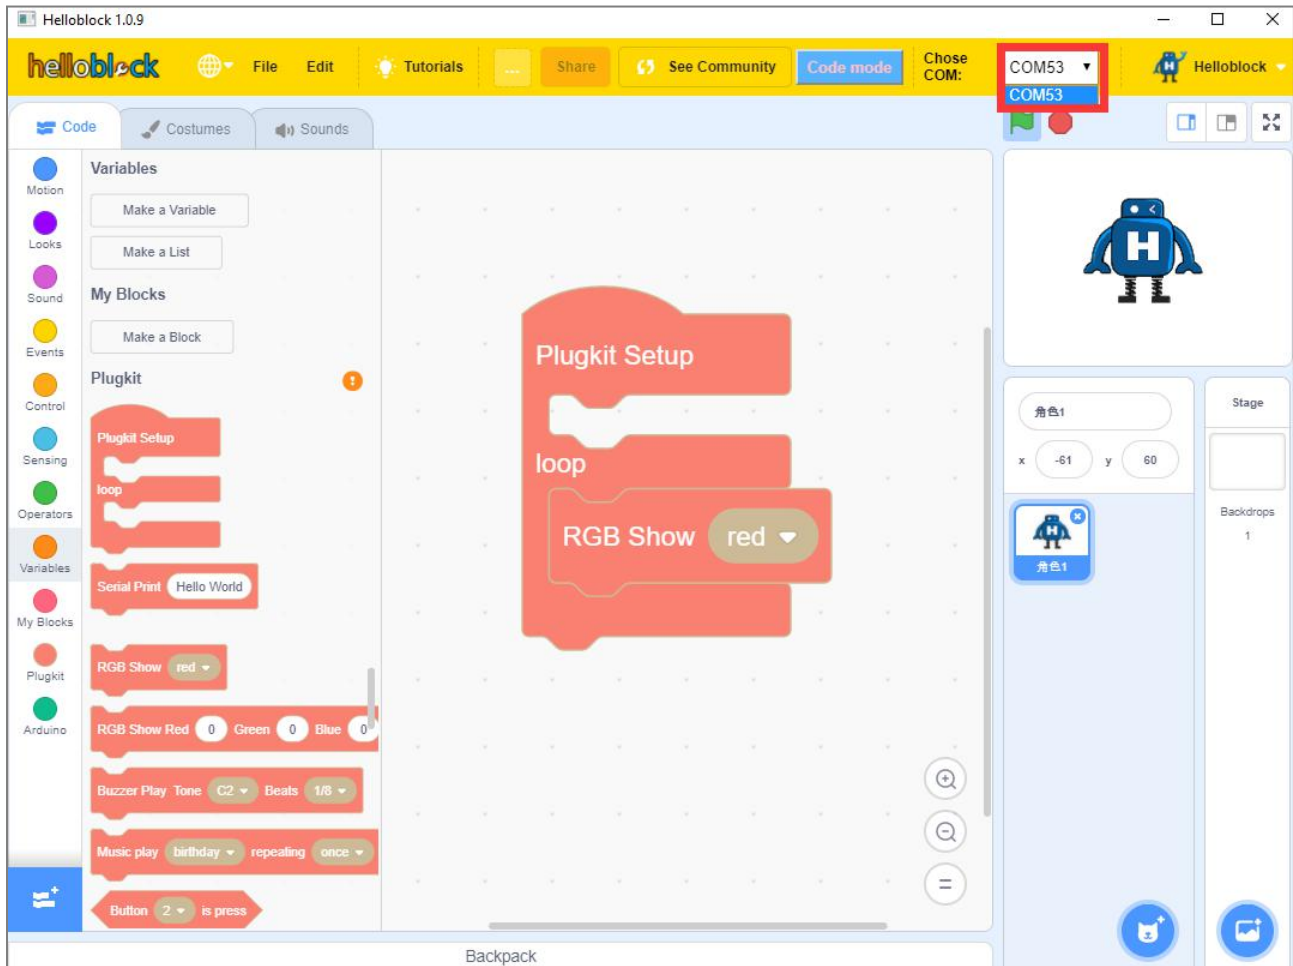 Helloblock 1.0.9
helloblock File Edit Tutorials ... Share See Community Code mode Chose COM: COM53 Helloblock
COM53
Code Costumes Sounds
Motion
Looks
Sound
Events
Control
Sensing
Operators
Variables
My Blocks
Plugkit
Arduino
Variables
Make a Variable
Make a List
My Blocks
Make a Block
Plugkit
Plugkit Setup
loop
Serial Print Hello World
RGB Show red
RGB Show Red 0 Green 0 Blue 0
Buzzer Play Tone C2 Beats 1/8
Music play birthday repeating once
Button 2 is press
Plugkit Setup
loop
RGB Show red
H
角色1
x -61 y 60
角色1
Stage
Backdrops
1
Backpack